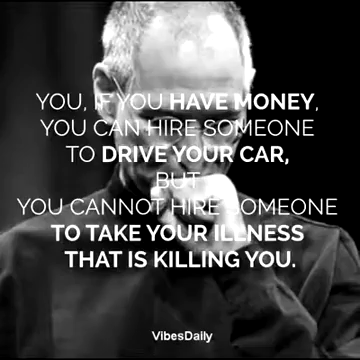 YOU, IF YOU HAVE MONEY,
YOU CAN HIRE SOMEONE
TO DRIVE YOUR CAR,
BUT
YOU CANNOT HIRE SOMEONE
TO TAKE YOUR ILLNESS
THAT IS KILLING YOU.
VibesDaily